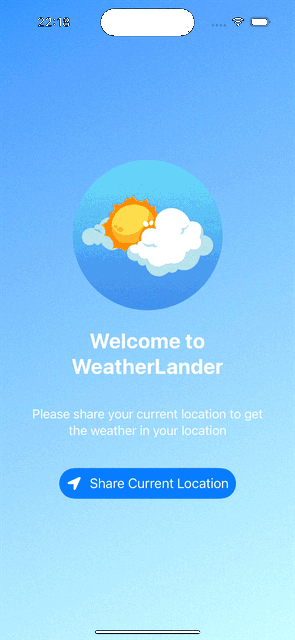 22:18
Welcome to
WeatherLander
Please share your current location to get
the weather in your location
Share Current Location